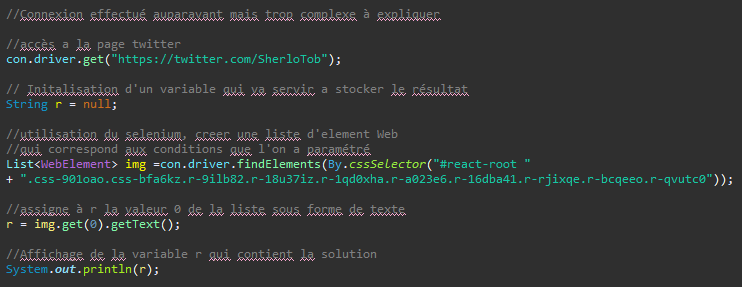 //Connexion effectué auparavant mais trop complexe à expliquer
//accès a la page twitter
con.driver.get("https://twitter.com/SherloTob");
// Initalisation d'un variable qui va servir a stocker le résultat
String r = null;
//utilisation du selenium, creer une liste d'element Web
//qui correspond aux conditions que l'on a paramétré
List<WebElement> img =con.driver.findElements(By.cssSelector("#react-root "
+ ".css-901oao.css-bfa6kz.r-9ilb82.r-18u37iz.r-1qd0xha.r-a023e6.r-16dba41.r-rjixqe.r-bcqeeo.r-qvutc0"));
//assigne à r la valeur 0 de la liste sous forme de texte
r = img.get(0).getText();
//Affichage de la variable r qui contient la solution
System.out.println(r);